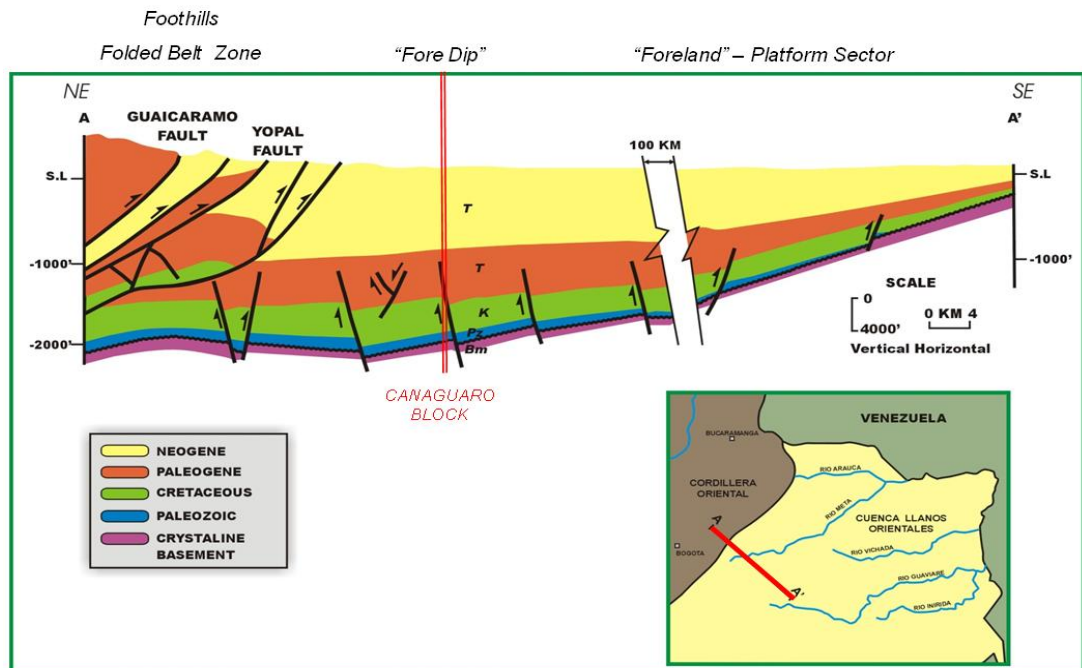 Foothills
Folded Belt Zone
"Fore Dip"
"Foreland" – Platform Sector
NE
SE
A
A'
GUAICARAMO
FAULT
YOPAL
FAULT
100 KM
S.L
S.L
T
-1000'
-1000'
T
K
Pz
Bm
-2000'
SCALE
0
4000'
0 KM 4
Vertical Horizontal
CANAGUARO
BLOCK
NEOGENE
PALEOGENE
CRETACEOUS
PALEOZOIC
CRYSTALINE
BASEMENT
VENEZUELA
BUCARAMANGA
RIO ARAUCA
CORDILLERA
ORIENTAL
RIO META
CUENCA LLANOS
ORIENTALES
A
BOGOTA
RIO VICHADA
RIO GUAVIARE
A'
RIO INIRIDA